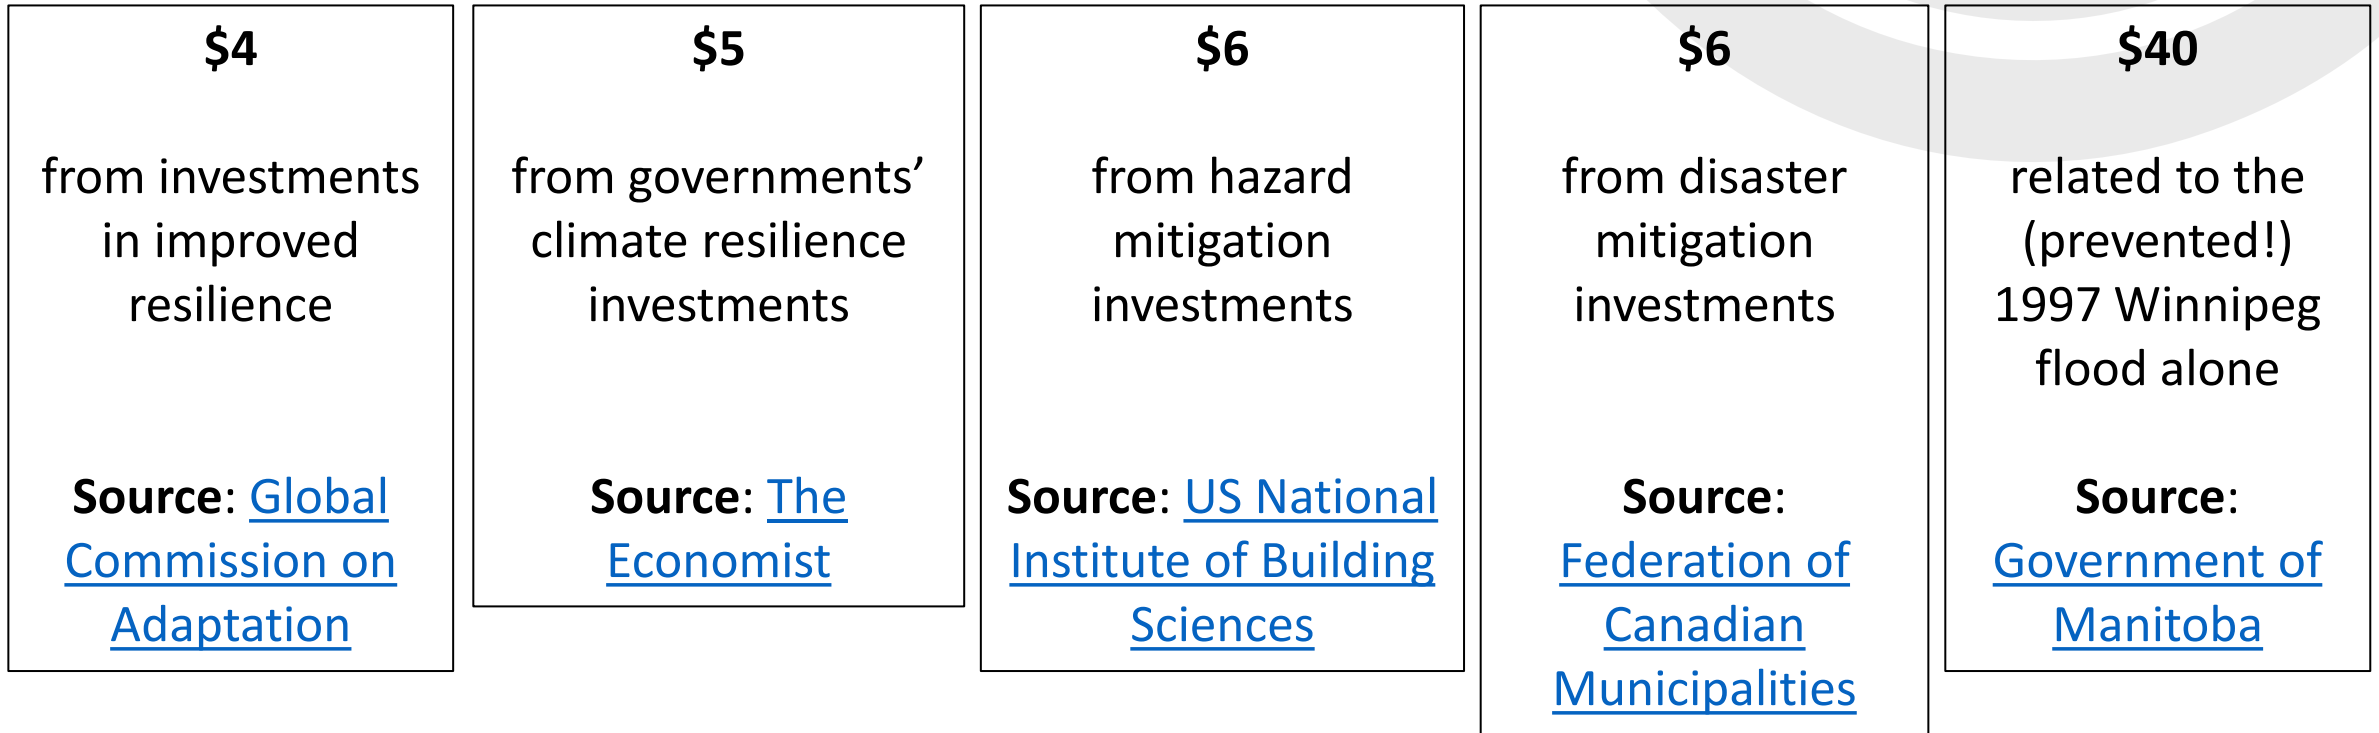 $4
from investments
in improved
resilience
Source: Global
Commission on
Adaptation
$5
from governments’
climate resilience
investments
Source: The
Economist
$6
from hazard
mitigation
investments
Source: US National
Institute of Building
Sciences
$6
from disaster
mitigation
investments
Source:
Federation of
Canadian
Municipalities
$40
related to the
(prevented!)
1997 Winnipeg
flood alone
Source:
Government of
Manitoba